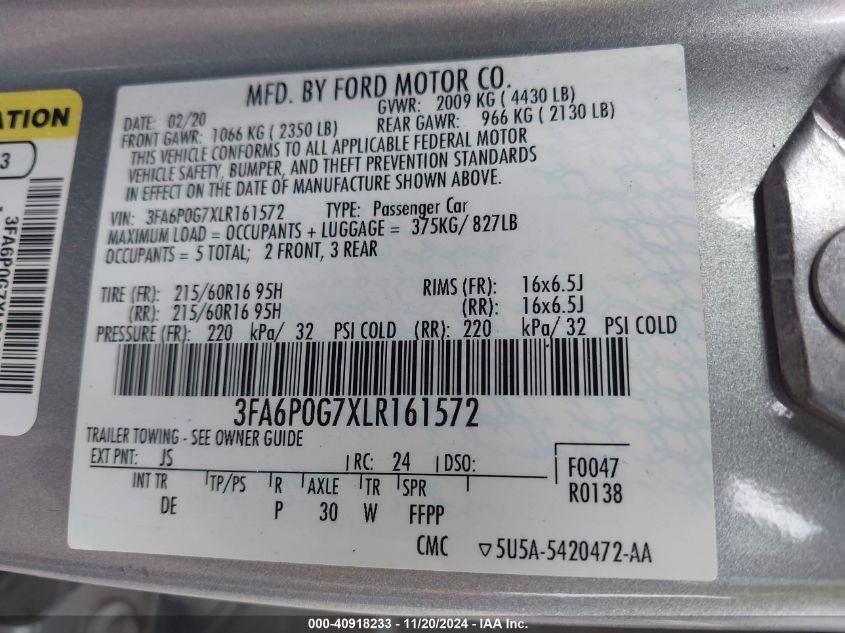 MFD. BY FORD MOTOR CO.
DATE: 02/20 GVWR: 2009 KG ( 4430 LB)
FRONT GAWR: 1066 KG ( 2350 LB) REAR GAWR: 966 KG ( 2130 LB)
THIS VEHICLE CONFORMS TO ALL APPLICABLE FEDERAL MOTOR
VEHICLE SAFETY, BUMPER, AND THEFT PREVENTION STANDARDS
IN EFFECT ON THE DATE OF MANUFACTURE SHOWN ABOVE.
VIN: 3FA6P0G7XLR161572 TYPE: Passenger Car
MAXIMUM LOAD = OCCUPANTS + LUGGAGE = 375KG/ 827LB
OCCUPANTS = 5 TOTAL; 2 FRONT, 3 REAR
TIRE (FR): 215/60R16 95H RIMS (FR): 16x6.5J
(RR): 215/60R16 95H (RR): 16x6.5J
PRESSURE (FR): 220 kPa/ 32 PSI COLD (RR): 220 kPa/ 32 PSI COLD
3FA6P0G7XLR161572
TRAILER TOWING - SEE OWNER GUIDE
EXT PNT: JS RC: 24 DSO: F0047
INT TR TP/PS R AXLE TR SPR R0138
DE P 30 W FFPP
CMC ▽5U5A-5420472-AA
ATION
3
000-40918233 - 11/20/2024 - IAA Inc.